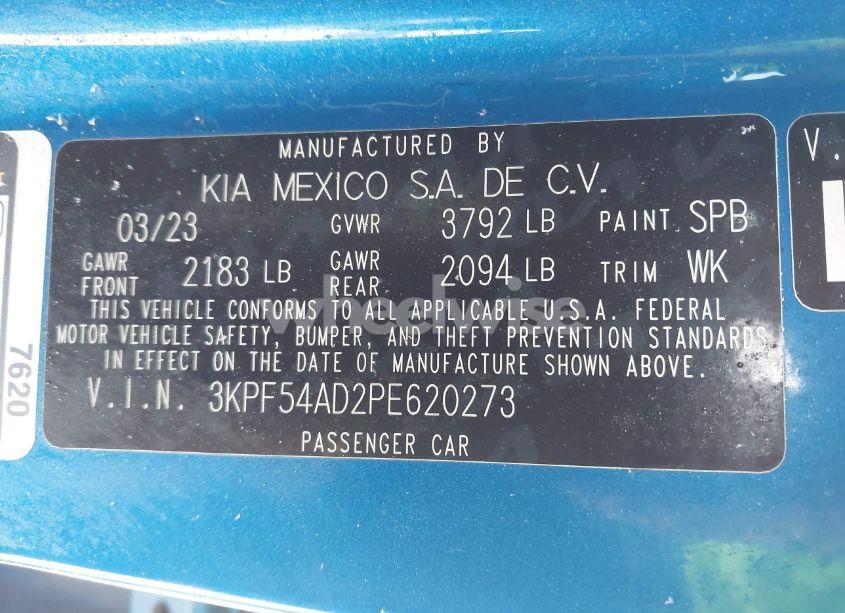 MANUFACTURED BY
KIA MEXICO S.A. DE C.V.
03/23 GVWR 3792 LB PAINT SPB
GAWR FRONT 2183 LB GAWR REAR 2094 LB TRIM WK
THIS VEHICLE CONFORMS TO ALL APPLICABLE U.S.A. FEDERAL
MOTOR VEHICLE SAFETY, BUMPER, AND THEFT PREVENTION STANDARDS
IN EFFECT ON THE DATE OF MANUFACTURE SHOWN ABOVE.
V.I.N. 3KPF54AD2PE620273
PASSENGER CAR
7620
V.